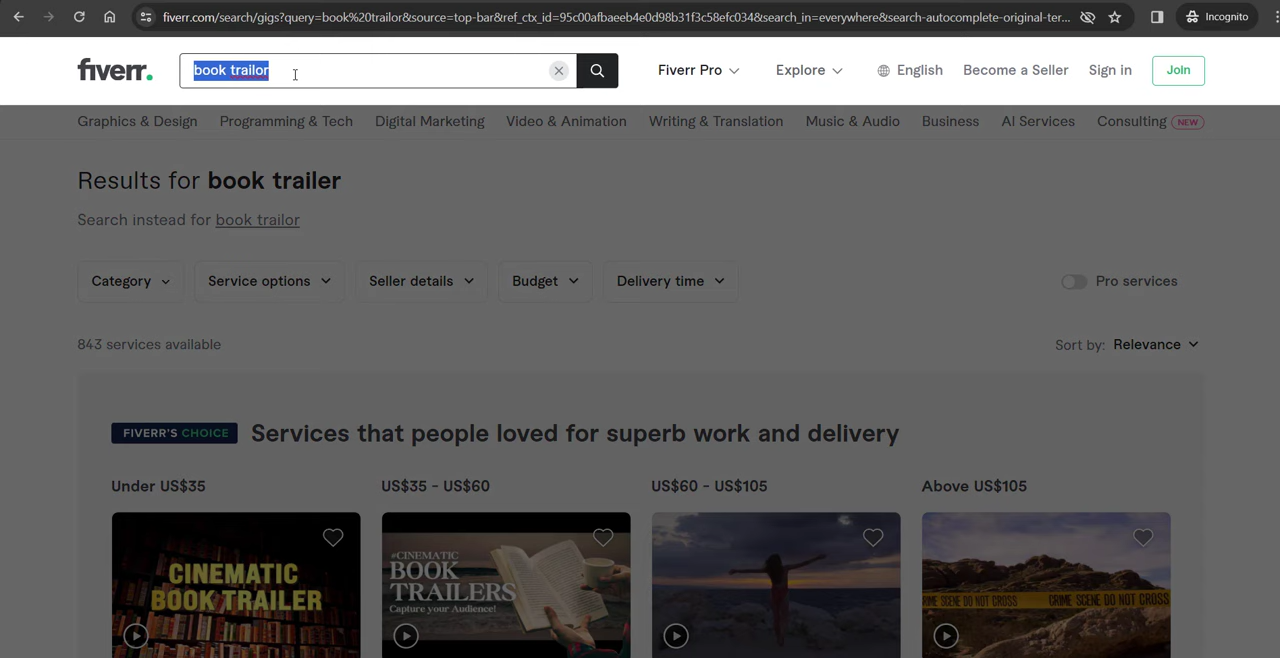 fiverr.com/search/gigs?query=book%20trailor&source=top-bar&ref_ctx_id=95c00afbaeeb4e0d98b31f3c58efc034&search_in=everywhere&search-autocomplete-original-ter...
Incognito
fiverr.
book trailor
Fiverr Pro
Explore
English
Become a Seller
Sign in
Join
Graphics & Design
Programming & Tech
Digital Marketing
Video & Animation
Writing & Translation
Music & Audio
Business
AI Services
Consulting NEW
Results for book trailer
Search instead for book trailor
Category
Service options
Seller details
Budget
Delivery time
Pro services
843 services available
Sort by: Relevance
FIVERR'S CHOICE
Services that people loved for superb work and delivery
Under US$35
US$35 - US$60
US$60 - US$105
Above US$105
CINEMATIC
BOOK TRAILER
#CINEMATIC
BOOK
TRAILERS
Capture your Audience!
CRIME SCENE DO NOT CROSS
CRIME SCENE DO NOT CROSS